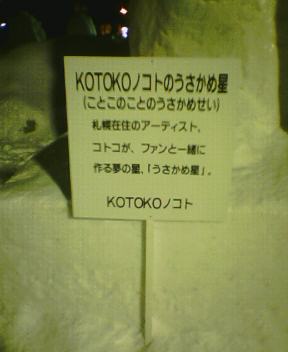 KOTOKOノコトのうさかめ星
(ことこのことのうさかめせい)
札幌在住のアーティスト、
コトコが、ファンと一緒に
作る夢の星、「うさかめ星」。
KOTOKOノコト